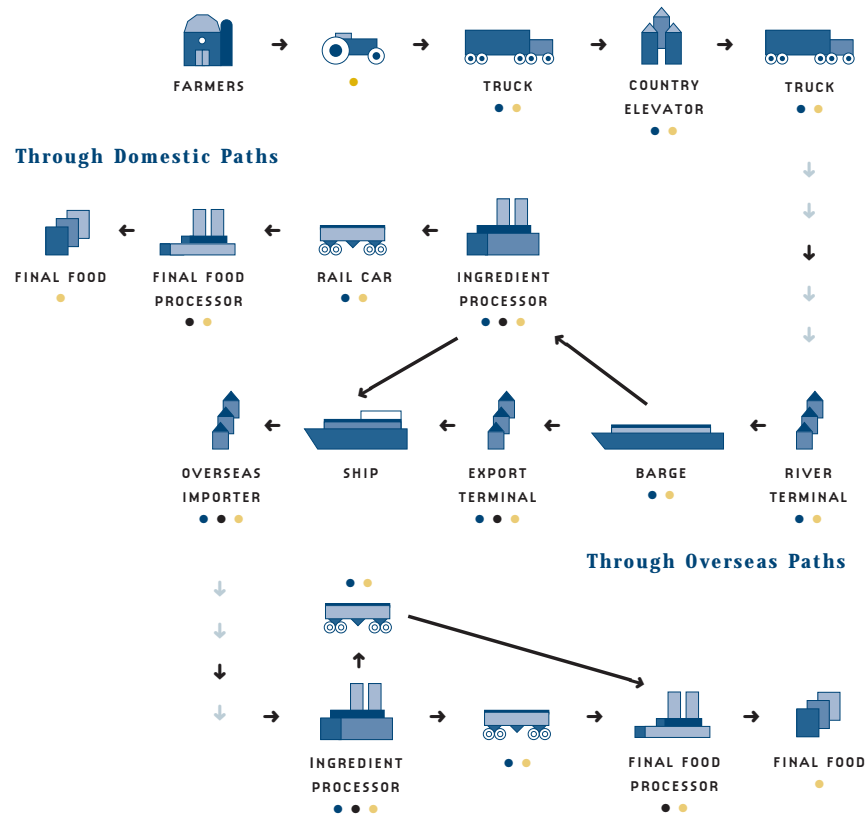 FARMERS
TRUCK
COUNTRY
ELEVATOR
TRUCK
Through Domestic Paths
FINAL FOOD
FINAL FOOD
PROCESSOR
RAIL CAR
INGREDIENT
PROCESSOR
OVERSEAS
IMPORTER
SHIP
EXPORT
TERMINAL
BARGE
RIVER
TERMINAL
Through Overseas Paths
INGREDIENT
PROCESSOR
FINAL FOOD
PROCESSOR
FINAL FOOD